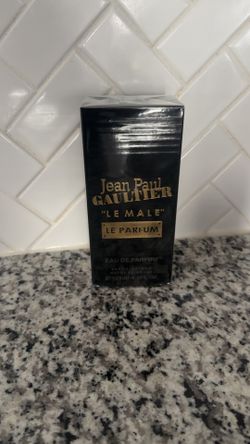 Jean Paul
GAULTIER
"LE MALE"
LE PARFUM
EAU DE PARFUM